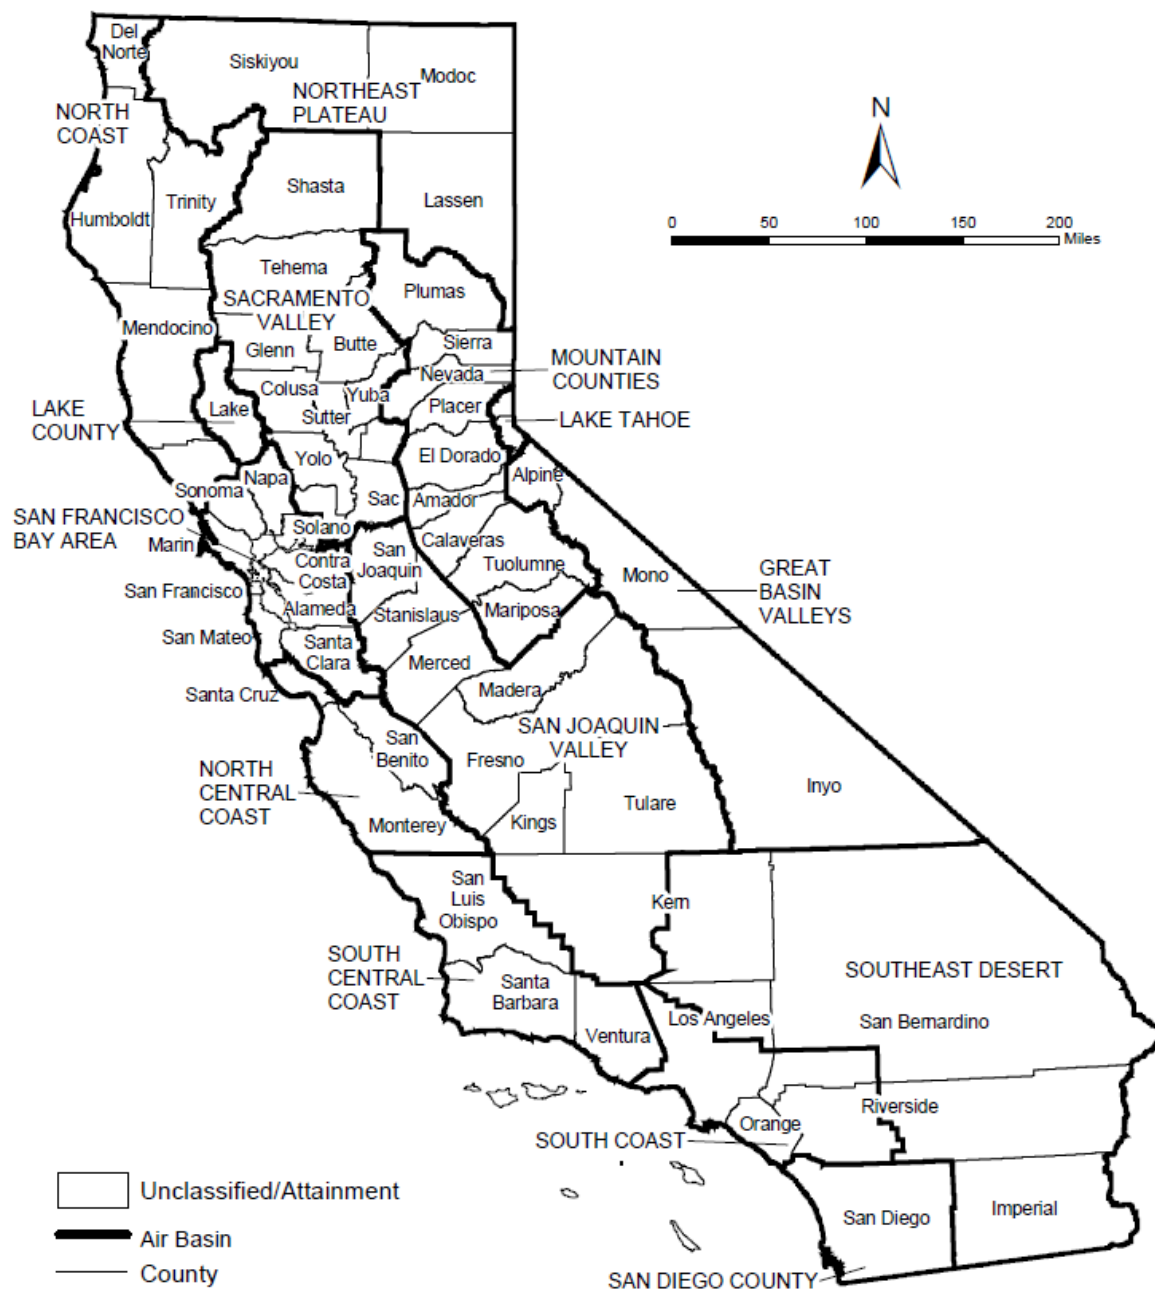 Del
Norte
Siskiyou
Modoc
NORTHEAST
PLATEAU
NORTH
COAST
N
Shasta
Trinity
Lassen
Humboldt
0 50 100 150 200
Miles
Tehema
Plumas
SACRAMENTO
VALLEY
Mendocino
Butte
Sierra
Glenn
MOUNTAIN
COUNTIES
Nevada
Colusa
Yuba
Placer
LAKE
COUNTY
Lake
Sutter
LAKE TAHOE
Yolo
El Dorado
Alpine
Napa
Sonoma
Sac
Amador
SAN FRANCISCO
BAY AREA
Solano
Marin
San
Joaquin
Calaveras
Contra
Costa
Tuolumne
Mono
GREAT
BASIN
VALLEYS
San Francisco
Alameda
Stanislaus
Mariposa
San Mateo
Santa
Clara
Merced
Santa Cruz
Madera
SAN JOAQUIN
VALLEY
San
Benito
Fresno
NORTH
CENTRAL
COAST
Inyo
Tulare
Monterey
Kings
San
Luis
Obispo
Kern
SOUTH
CENTRAL
COAST
SOUTHEAST DESERT
Santa
Barbara
Los Angeles
San Bernardino
Ventura
Riverside
Orange
SOUTH COAST
Unclassified/Attainment
Air Basin
County
San Diego
Imperial
SAN DIEGO COUNTY